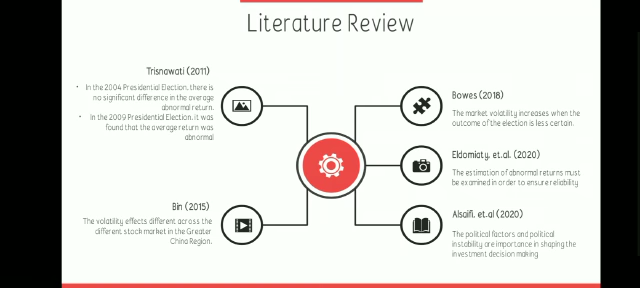 Literature Review
Trisnawati (2011)
• In the 2004 Presidential Election, there is
no significant difference in the average
abnormal return.
• In the 2009 Presidential Election, it was
found that the average return was
abnormal
Bin (2015)
The volatility effects different across the
different stock market in the Greater
China Region.
Bowes (2018)
The market volatility increases when the
outcome of the election is less certain.
Eldomiaty, et.al. (2020)
The estimation of abnormal returns must
be examined in order to ensure reliability
Alsaifi, et.al (2020)
The political factors and political
instability are importance in shaping the
investment decision making